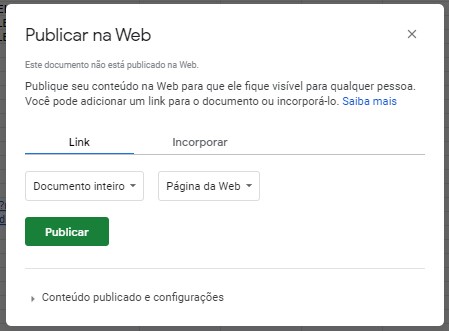 Publicar na Web
Este documento não está publicado na Web.
Publique seu conteúdo na Web para que ele fique visível para qualquer pessoa.
Você pode adicionar um link para o documento ou incorporá-lo. Saiba mais
Link Incorporar
Documento inteiro Página da Web
Publicar
Conteúdo publicado e configurações